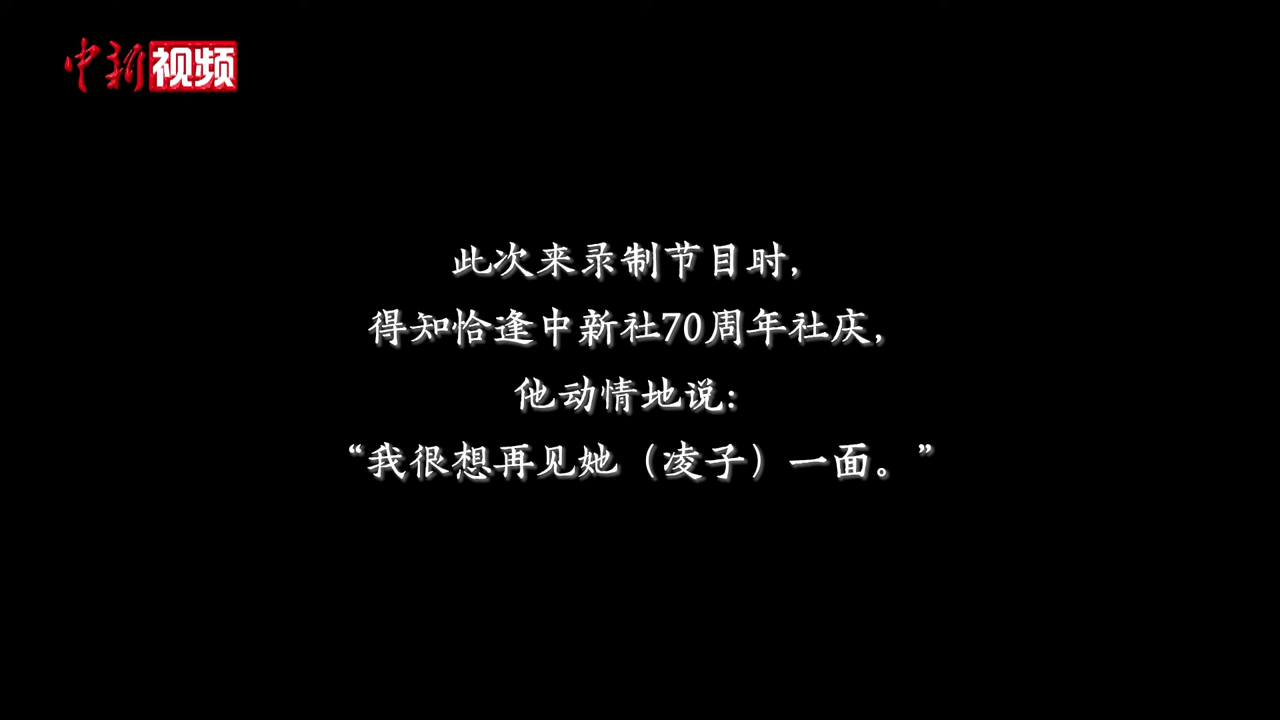 中新视频
此次来录制节目时，
得知恰逢中新社70周年社庆，
他动情地说：
“我很想再见她（凌子）一面。”